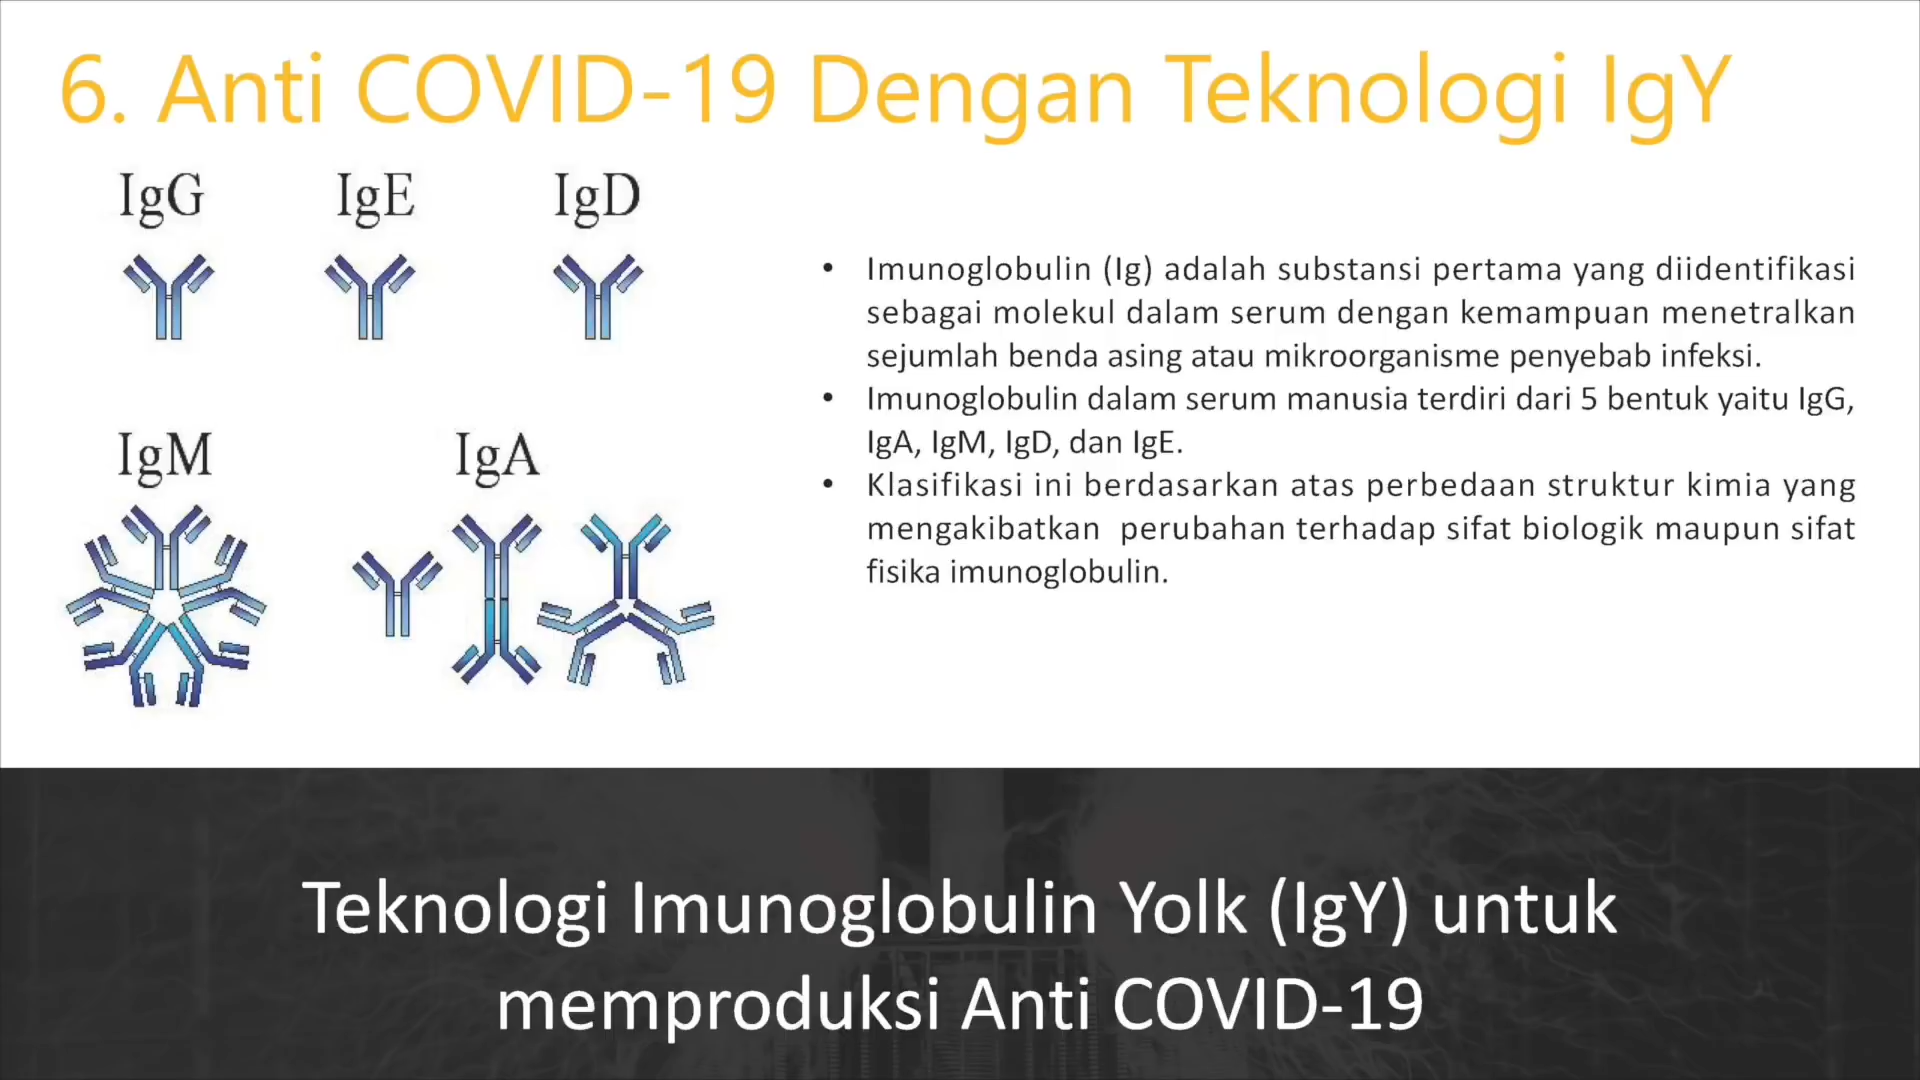 6. Anti COVID-19 Dengan Teknologi IgY
IgG IgE IgD
IgM IgA
• Imunoglobulin (Ig) adalah substansi pertama yang diidentifikasi
sebagai molekul dalam serum dengan kemampuan menetralkan
sejumlah benda asing atau mikroorganisme penyebab infeksi.
• Imunoglobulin dalam serum manusia terdiri dari 5 bentuk yaitu IgG,
IgA, IgM, IgD, dan IgE.
• Klasifikasi ini berdasarkan atas perbedaan struktur kimia yang
mengakibatkan perubahan terhadap sifat biologik maupun sifat
fisika imunoglobulin.
Teknologi Imunoglobulin Yolk (IgY) untuk
memproduksi Anti COVID-19